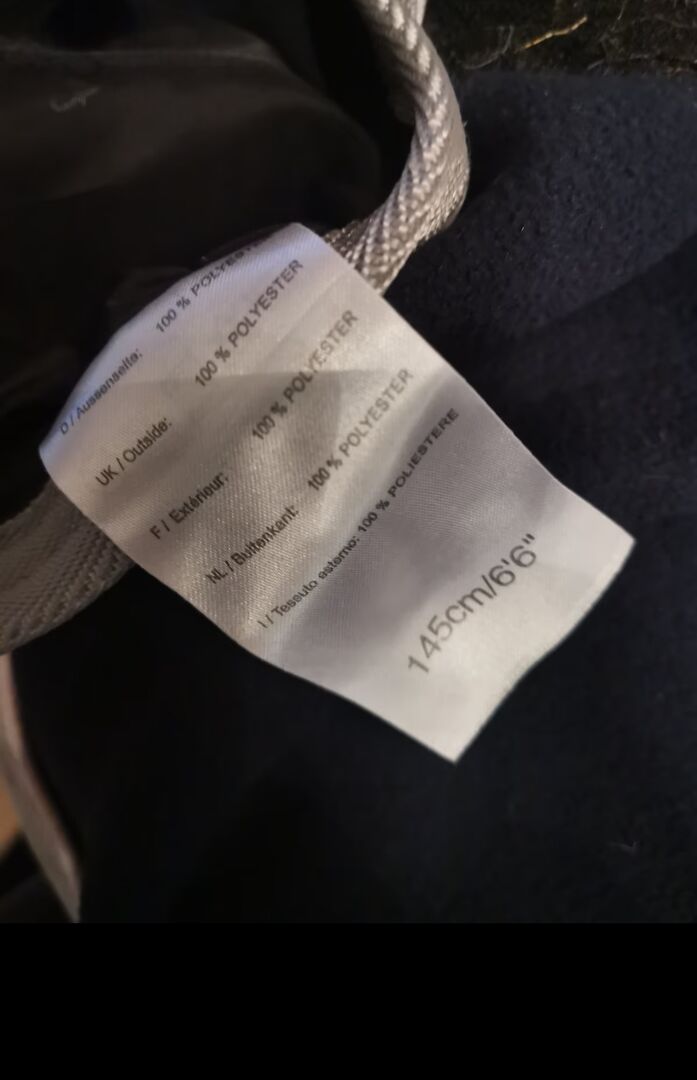 D / Aussenseite: 100 % POLYESTER
UK / Outside: 100 % POLYESTER
F / Extérieur: 100 % POLYESTER
NL / Buitenkant: 100 % POLYESTER
I / Tessuto esterno: 100 % POLIESTERE
145cm/6'6"